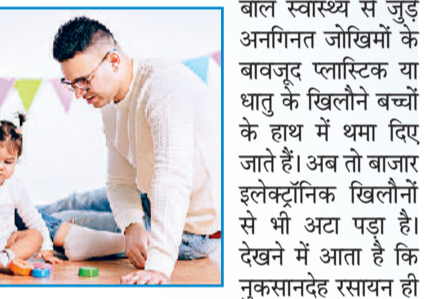 बाल स्वास्थ्य से जुड़े
अनगिनत जोखिमों के
बावजूद प्लास्टिक या
धातु के खिलौने बच्चों
के हाथ में थमा दिए
जाते हैं। अब तो बाजार
इलेक्ट्रॉनिक खिलौनों
से भी अटा पड़ा है।
देखने में आता है कि
नुकसानदेह रसायन ही